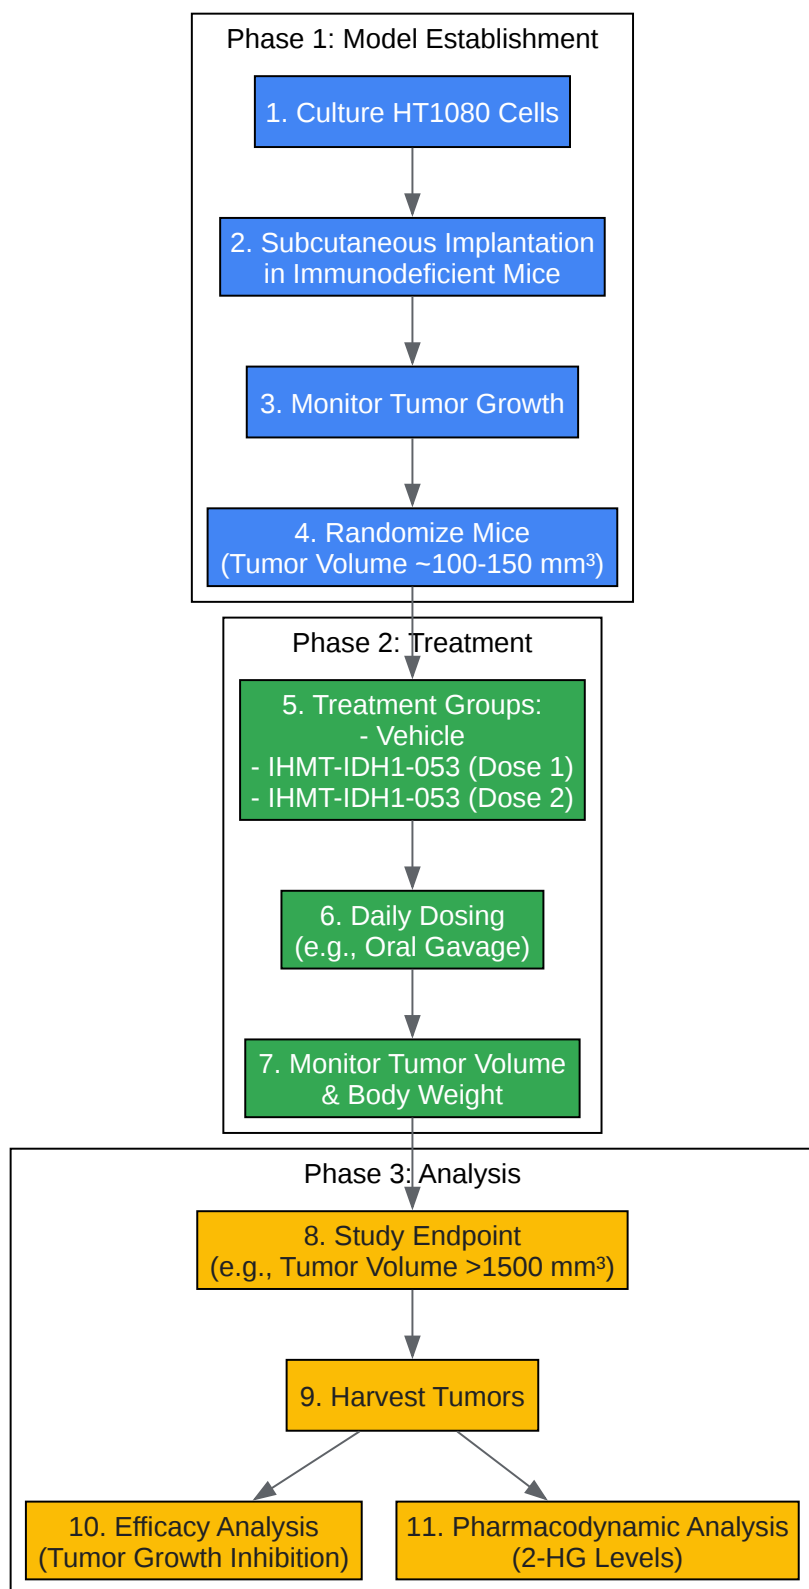 Phase 1: Model Establishment
1. Culture HT1080 Cells
2. Subcutaneous Implantation
in Immunodeficient Mice
3. Monitor Tumor Growth
4. Randomize Mice
(Tumor Volume ~100-150 mm³)
Phase 2: Treatment
5. Treatment Groups:
- Vehicle
- IHMT-IDH1-053 (Dose 1)
- IHMT-IDH1-053 (Dose 2)
6. Daily Dosing
(e.g., Oral Gavage)
7. Monitor Tumor Volume
& Body Weight
Phase 3: Analysis
8. Study Endpoint
(e.g., Tumor Volume >1500 mm³)
9. Harvest Tumors
10. Efficacy Analysis
(Tumor Growth Inhibition)
11. Pharmacodynamic Analysis
(2-HG Levels)